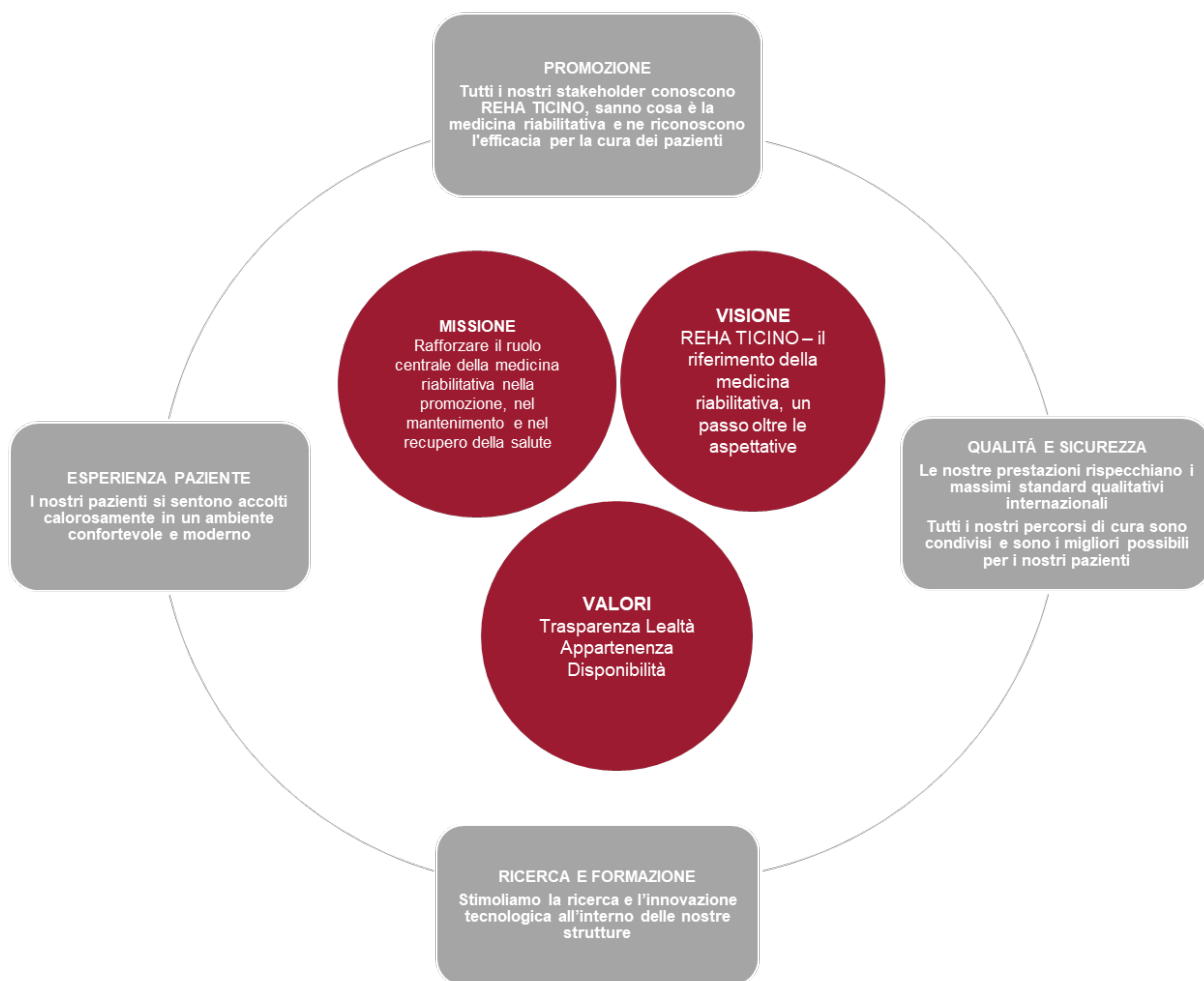 PROMOZIONE
Tutti i nostri stakeholder conoscono
REHA TICINO, sanno cosa è la
medicina riabilitativa e ne riconoscono
l'efficacia per la cura dei pazienti
MISSIONE
Rafforzare il ruolo
centrale della medicina
riabilitativa nella
promozione, nel
mantenimento e nel
recupero della salute
VISIONE
REHA TICINO – il
riferimento della
medicina
riabilitativa, un
passo oltre le
aspettative
ESPERIENZA PAZIENTE
I nostri pazienti si sentono accolti
calorosamente in un ambiente
confortevole e moderno
QUALITÁ E SICUREZZA
Le nostre prestazioni rispecchiano i
massimi standard qualitativi
internazionali
Tutti i nostri percorsi di cura sono
condivisi e sono i migliori possibili
per i nostri pazienti
VALORI
Trasparenza Lealtà
Appartenenza
Disponibilità
RICERCA E FORMAZIONE
Stimoliamo la ricerca e l’innovazione
tecnologica all’interno delle nostre
strutture